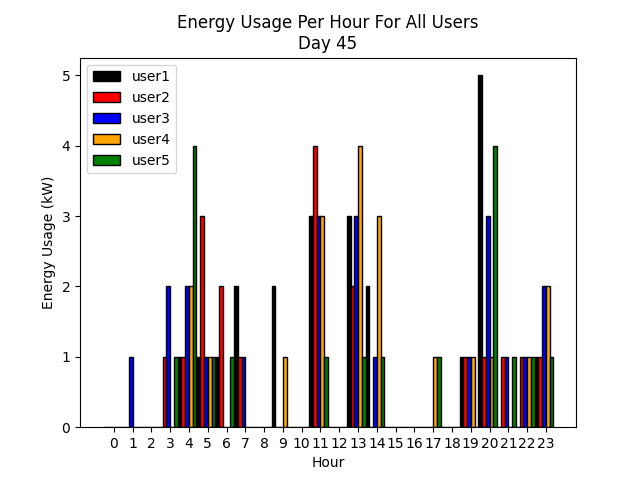 Energy Usage Per Hour For All Users
Day 45
user1
user2
user3
user4
user5
Energy Usage (kW)
5
4
3
2
1
0
0 1 2 3 4 5 6 7 8 9 10 11 12 13 14 15 16 17 18 19 20 21 22 23
Hour